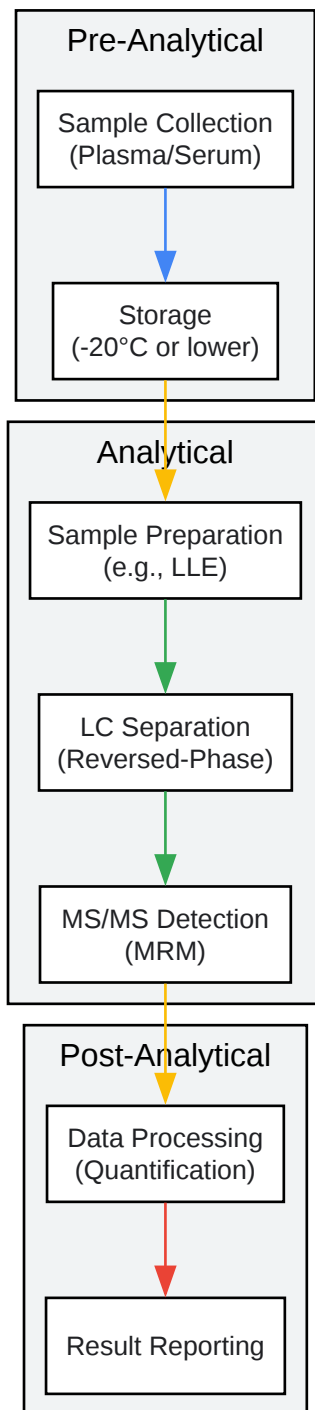 Pre-Analytical
Sample Collection
(Plasma/Serum)
Storage
(-20°C or lower)
Analytical
Sample Preparation
(e.g., LLE)
LC Separation
(Reversed-Phase)
MS/MS Detection
(MRM)
Post-Analytical
Data Processing
(Quantification)
Result Reporting